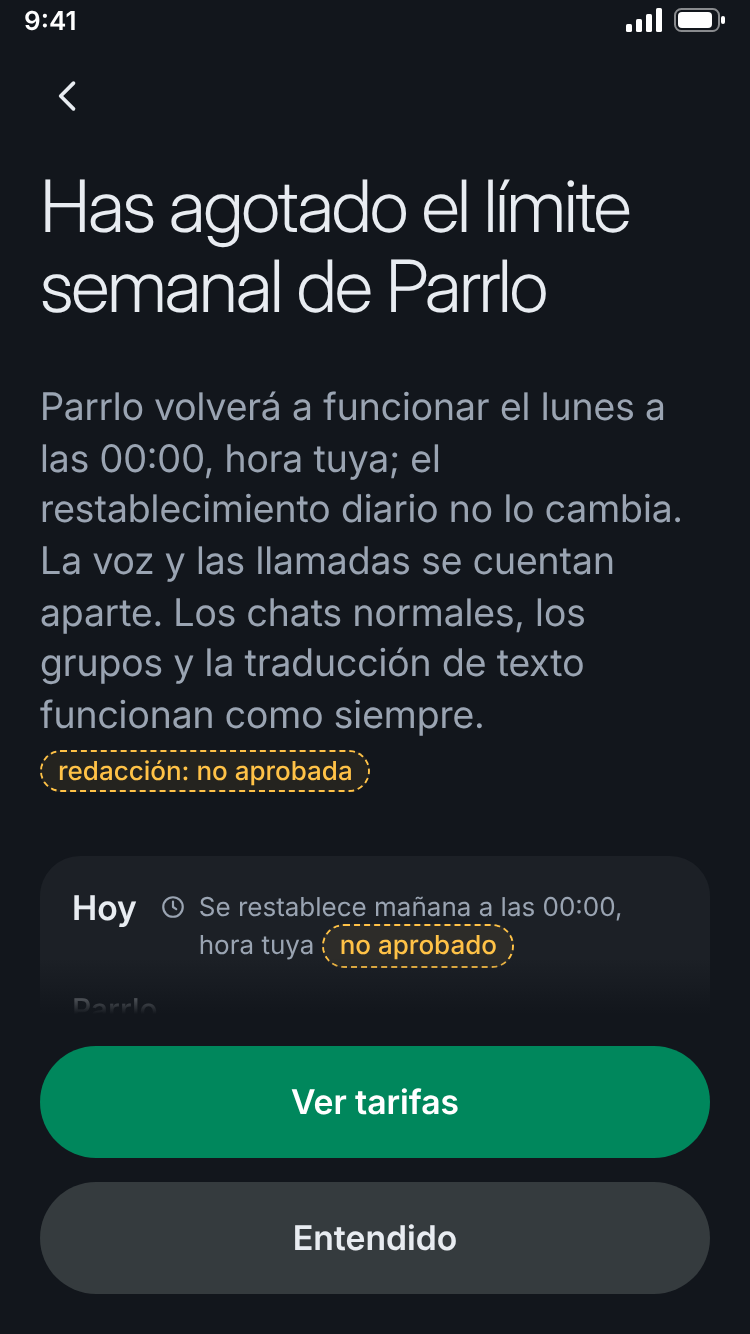 9:41
Has agotado el límite
semanal de Parrlo
Parrlo volverá a funcionar el lunes a
las 00:00, hora tuya; el
restablecimiento diario no lo cambia.
La voz y las llamadas se cuentan
aparte. Los chats normales, los
grupos y la traducción de texto
funcionan como siempre.
redacción: no aprobada
Hoy Se restablece mañana a las 00:00,
hora tuya no aprobado
Parrlo
Ver tarifas
Entendido